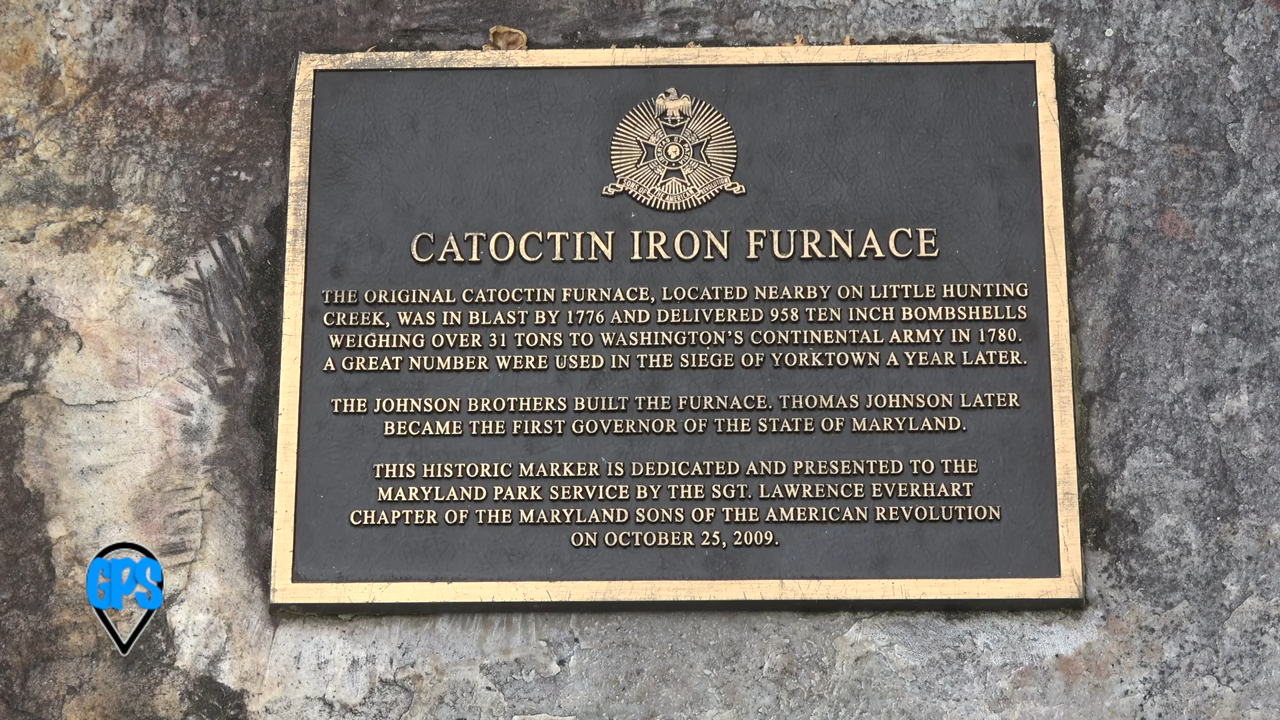 CATOCTIN IRON FURNACE
THE ORIGINAL CATOCTIN FURNACE, LOCATED NEARBY ON LITTLE HUNTING
CREEK, WAS IN BLAST BY 1776 AND DELIVERED 958 TEN INCH BOMBSHELLS
WEIGHING OVER 31 TONS TO WASHINGTON'S CONTINENTAL ARMY IN 1780.
A GREAT NUMBER WERE USED IN THE SIEGE OF YORKTOWN A YEAR LATER.
THE JOHNSON BROTHERS BUILT THE FURNACE. THOMAS JOHNSON LATER
BECAME THE FIRST GOVERNOR OF THE STATE OF MARYLAND.
THIS HISTORIC MARKER IS DEDICATED AND PRESENTED TO THE
MARYLAND PARK SERVICE BY THE SGT. LAWRENCE EVERHART
CHAPTER OF THE MARYLAND SONS OF THE AMERICAN REVOLUTION
ON OCTOBER 25, 2009.
GPS